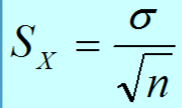 S_X = σ / √n